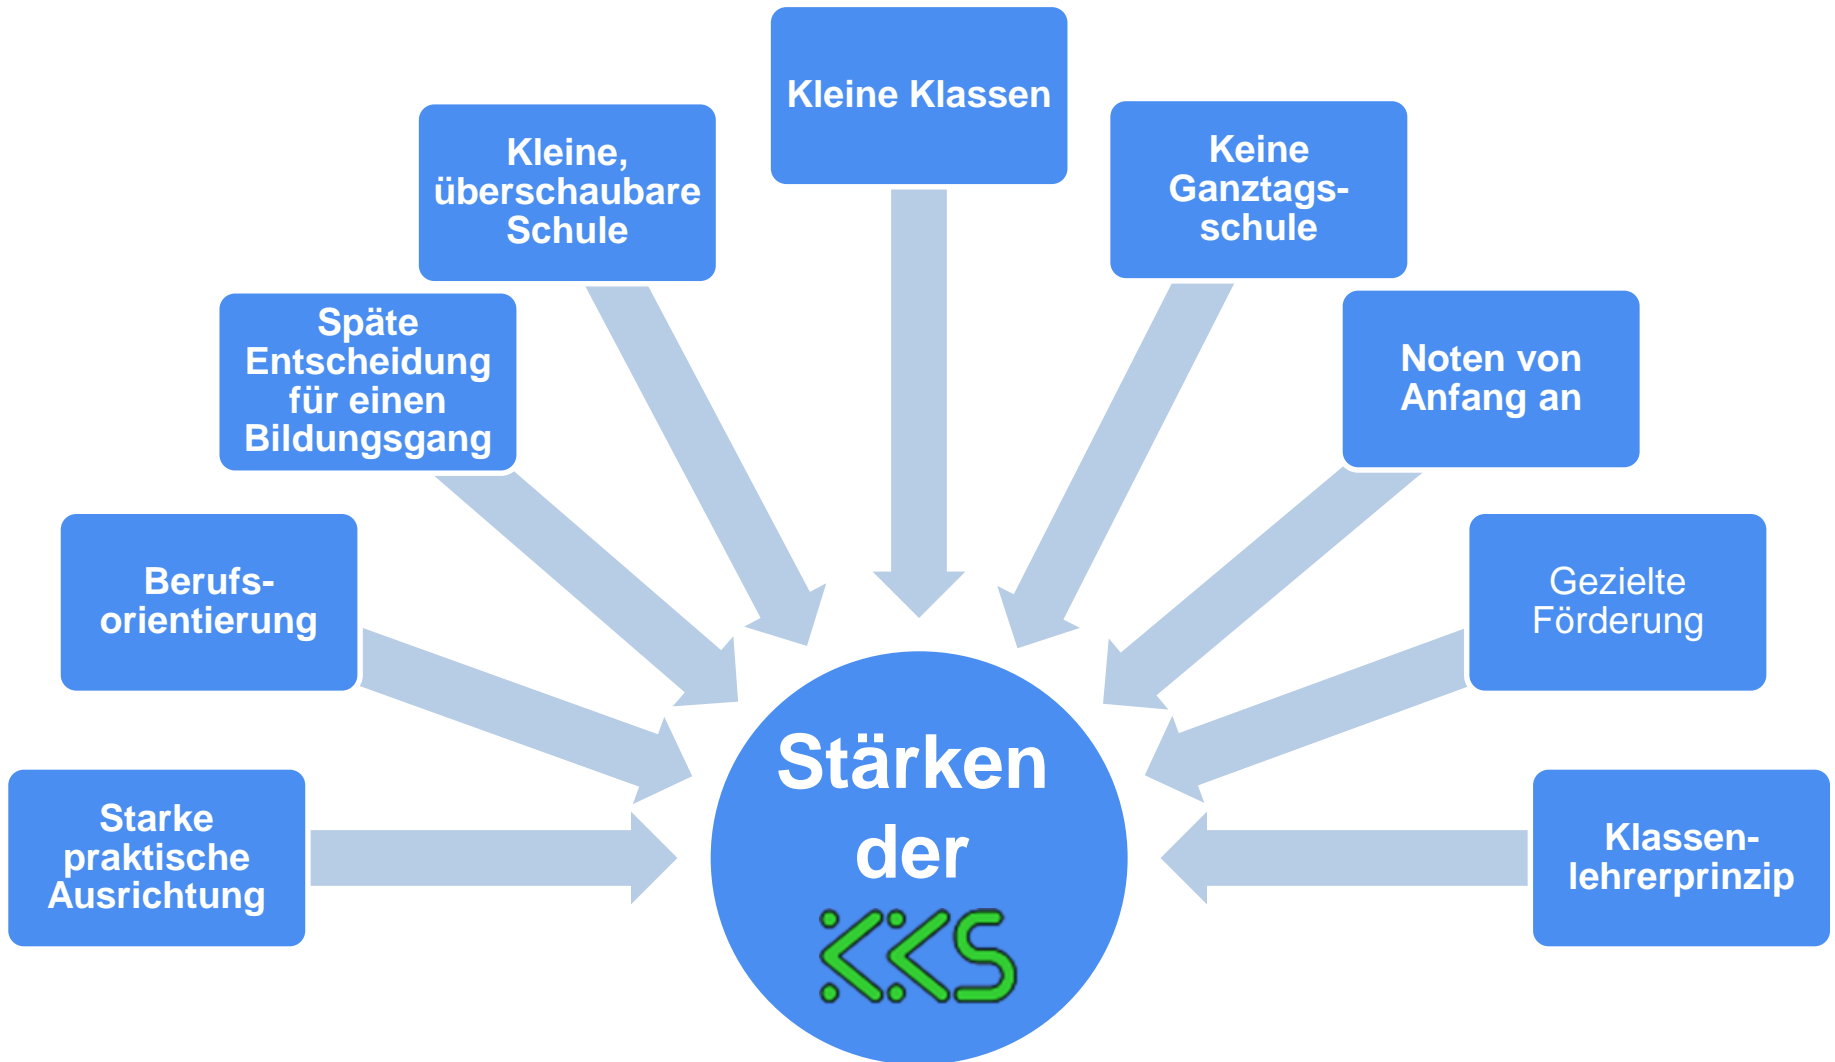 Kleine Klassen
Kleine,
überschaubare
Schule
Keine
Ganztags-
schule
Späte
Entscheidung
für einen
Bildungsgang
Noten von
Anfang an
Berufs-
orientierung
Gezielte
Förderung
Starke
praktische
Ausrichtung
Klassen-
lehrerprinzip
Stärken
der
KKS